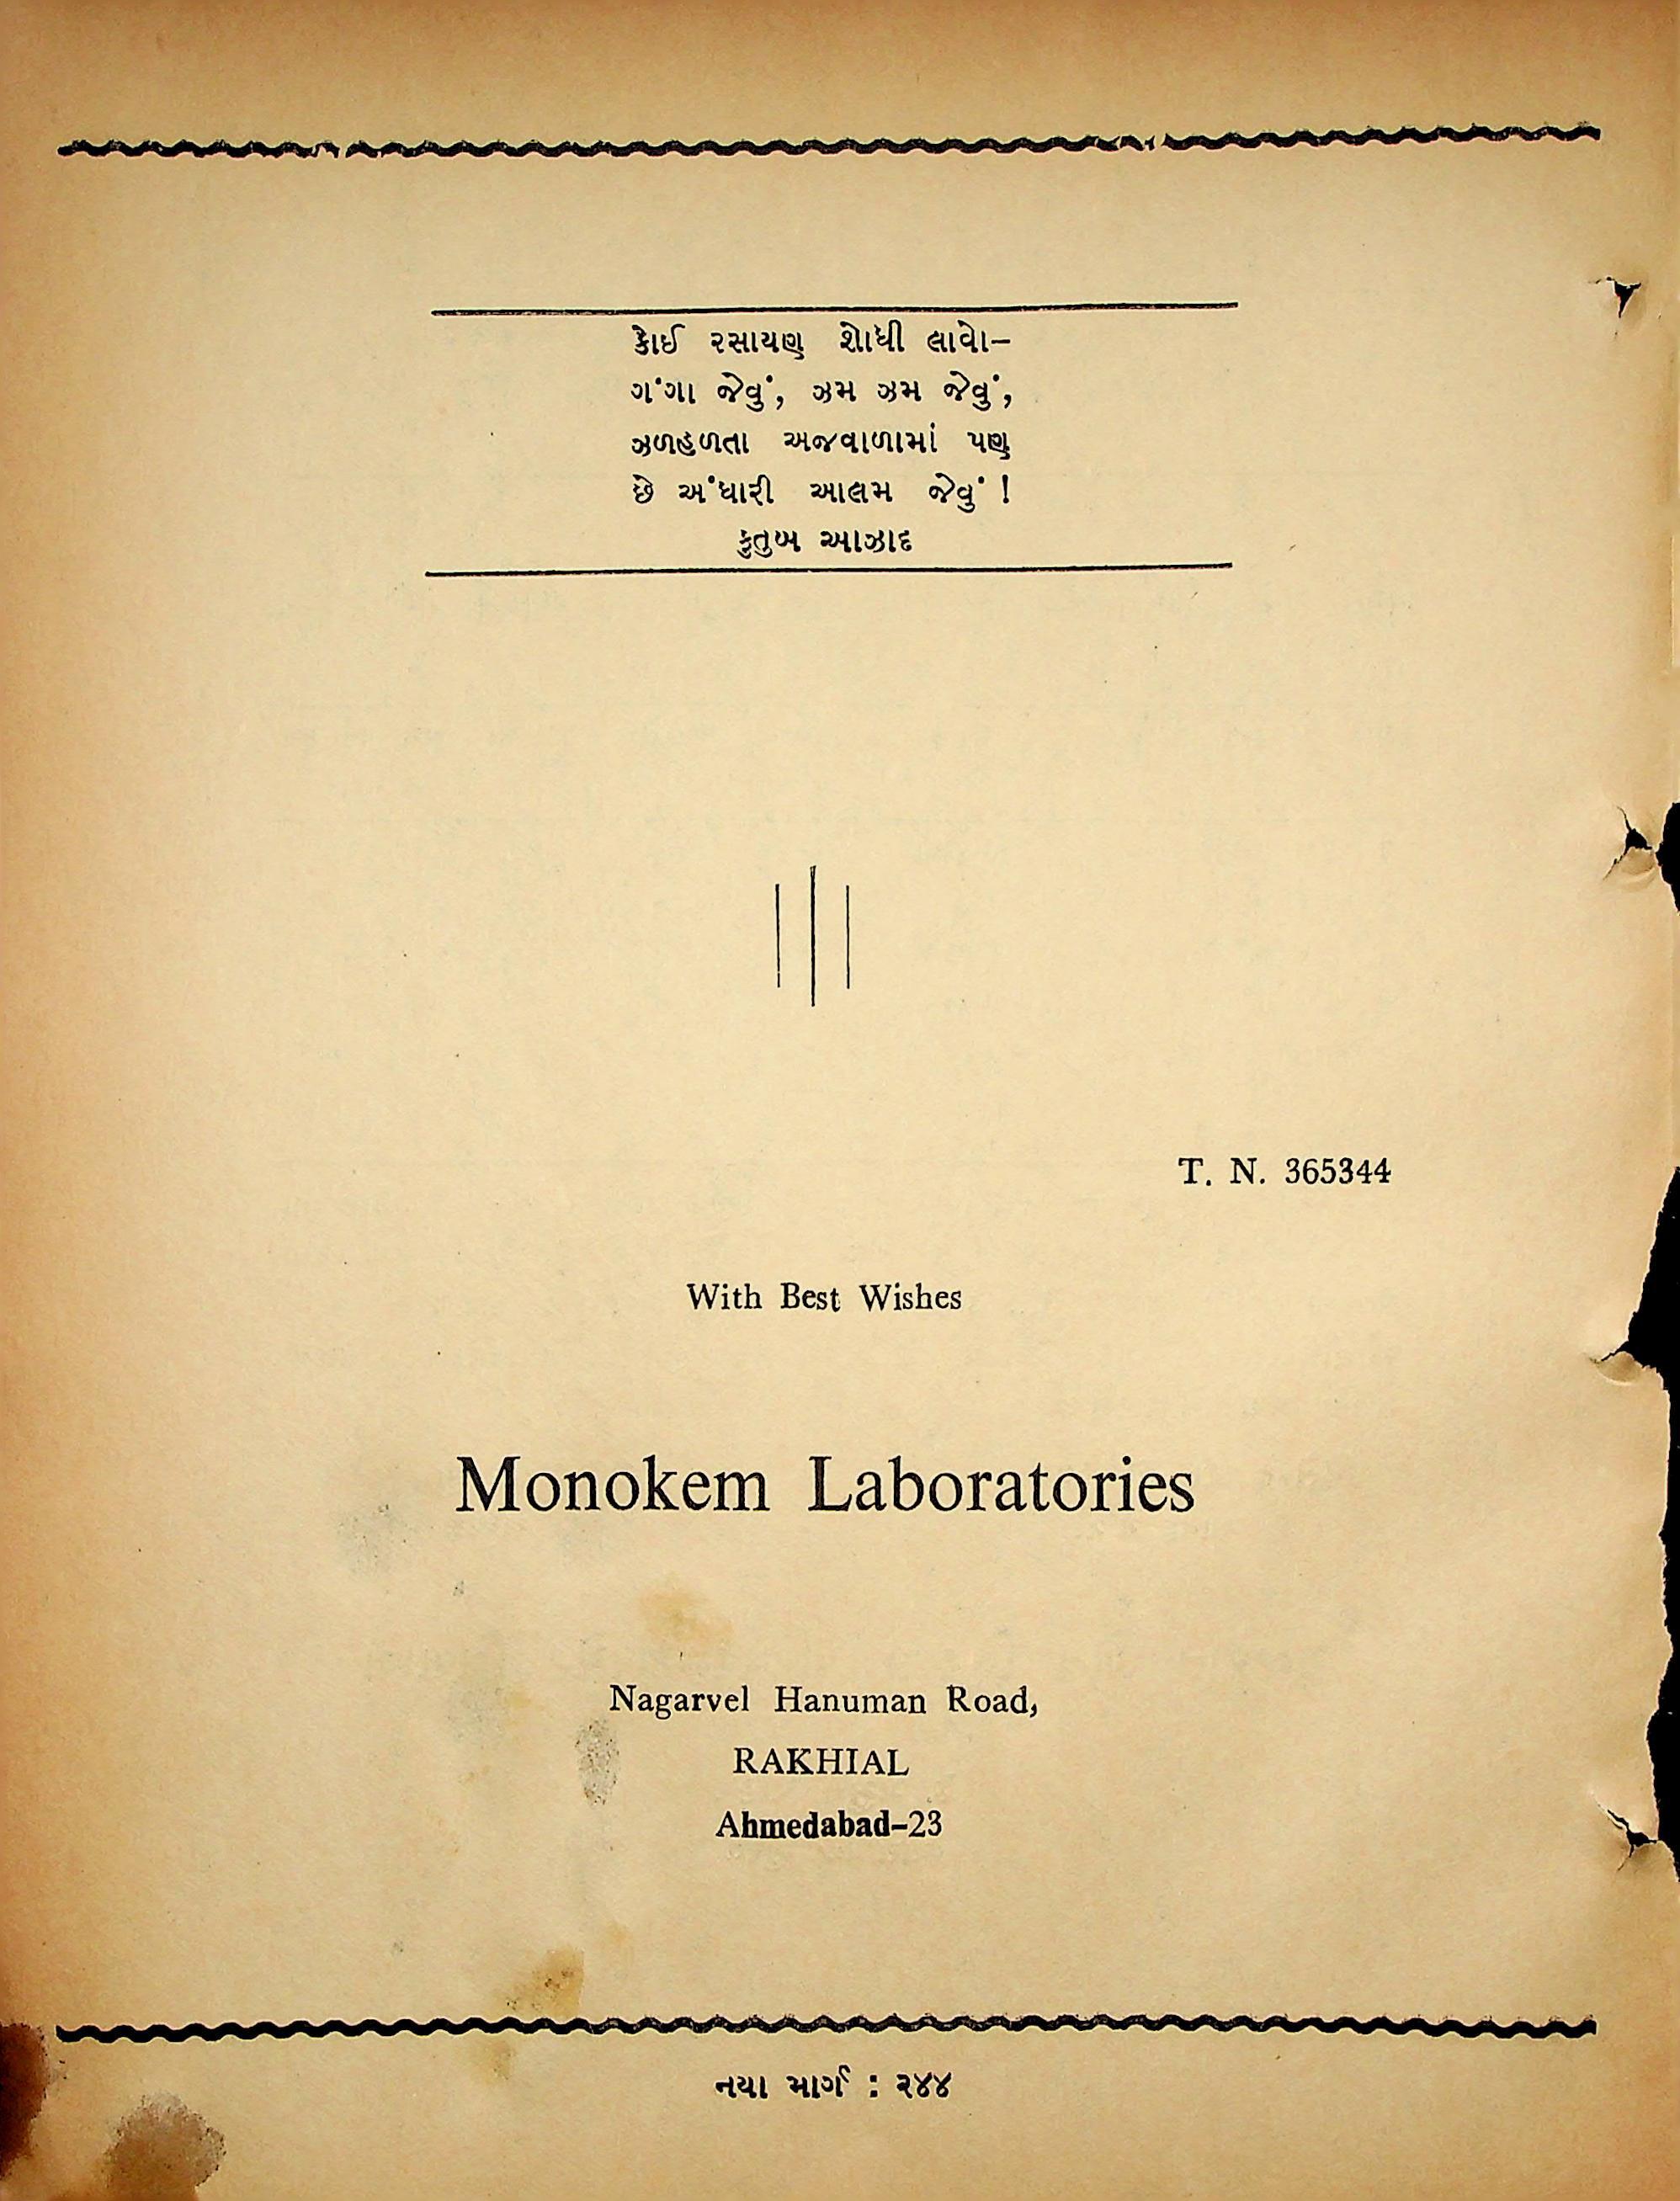 કોઈ રસાયણ શોધી લાવો–
ગંગા જેવું, ઝમ ઝમ જેવું,
ઝળહળતા અજવાળામાં પણ
છે અંધારી આલમ જેવું !
કુતુબ આઝાદ
T. N. 365344
With Best Wishes
Monokem Laboratories
Nagarvel Hanuman Road,
RAKHIAL
Ahmedabad–23
નયા માર્ગ : ૨૪૪